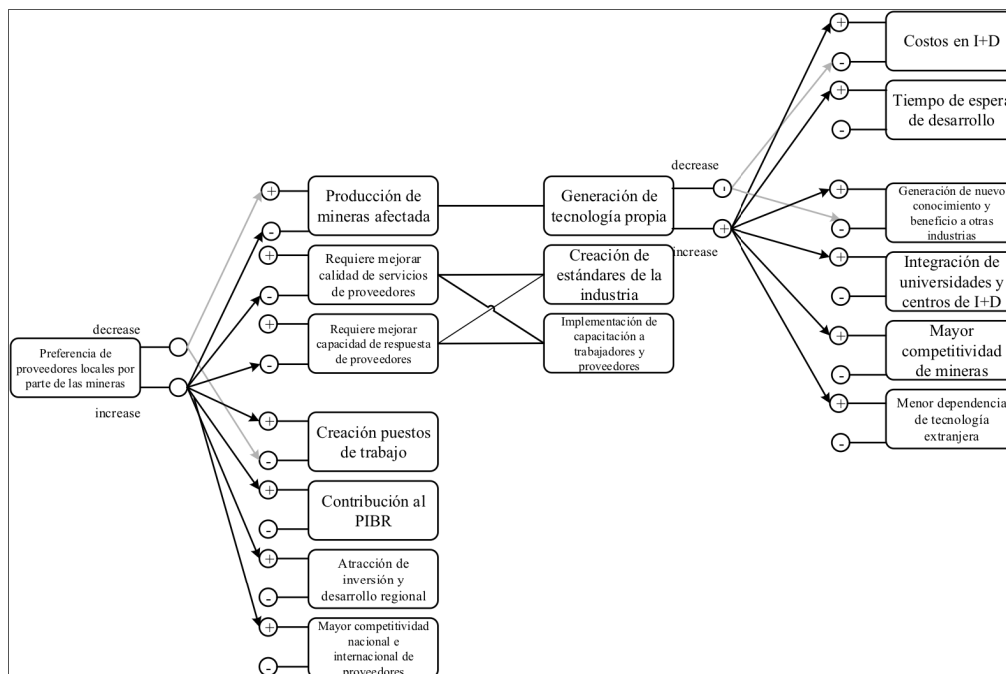 decrease
Preferencia de
proveedores locales por
parte de las mineras
increase
+
-
Producción de
mineras afectada
+
-
Requiere mejorar
calidad de servicios
de proveedores
+
-
Requiere mejorar
capacidad de respuesta
de proveedores
+
-
Creación puestos
de trabajo
+
-
Contribución al
PIBR
+
-
Atracción de
inversión y
desarrollo regional
+
-
Mayor competitividad
nacional e
internacional de
proveedores
Generación de
tecnología propia
Creación de
estándares de la
industria
Implementación de
capacitación a
trabajadores y
proveedores
decrease
-
+
increase
+
-
Costos en I+D
+
-
Tiempo de espera
de desarrollo
+
-
Generación de nuevo
conocimiento y
beneficio a otras
industrias
+
-
Integración de
universidades y
centros de I+D
+
-
Mayor
competitividad
de mineras
+
-
Menor dependencia
de tecnología
extranjera